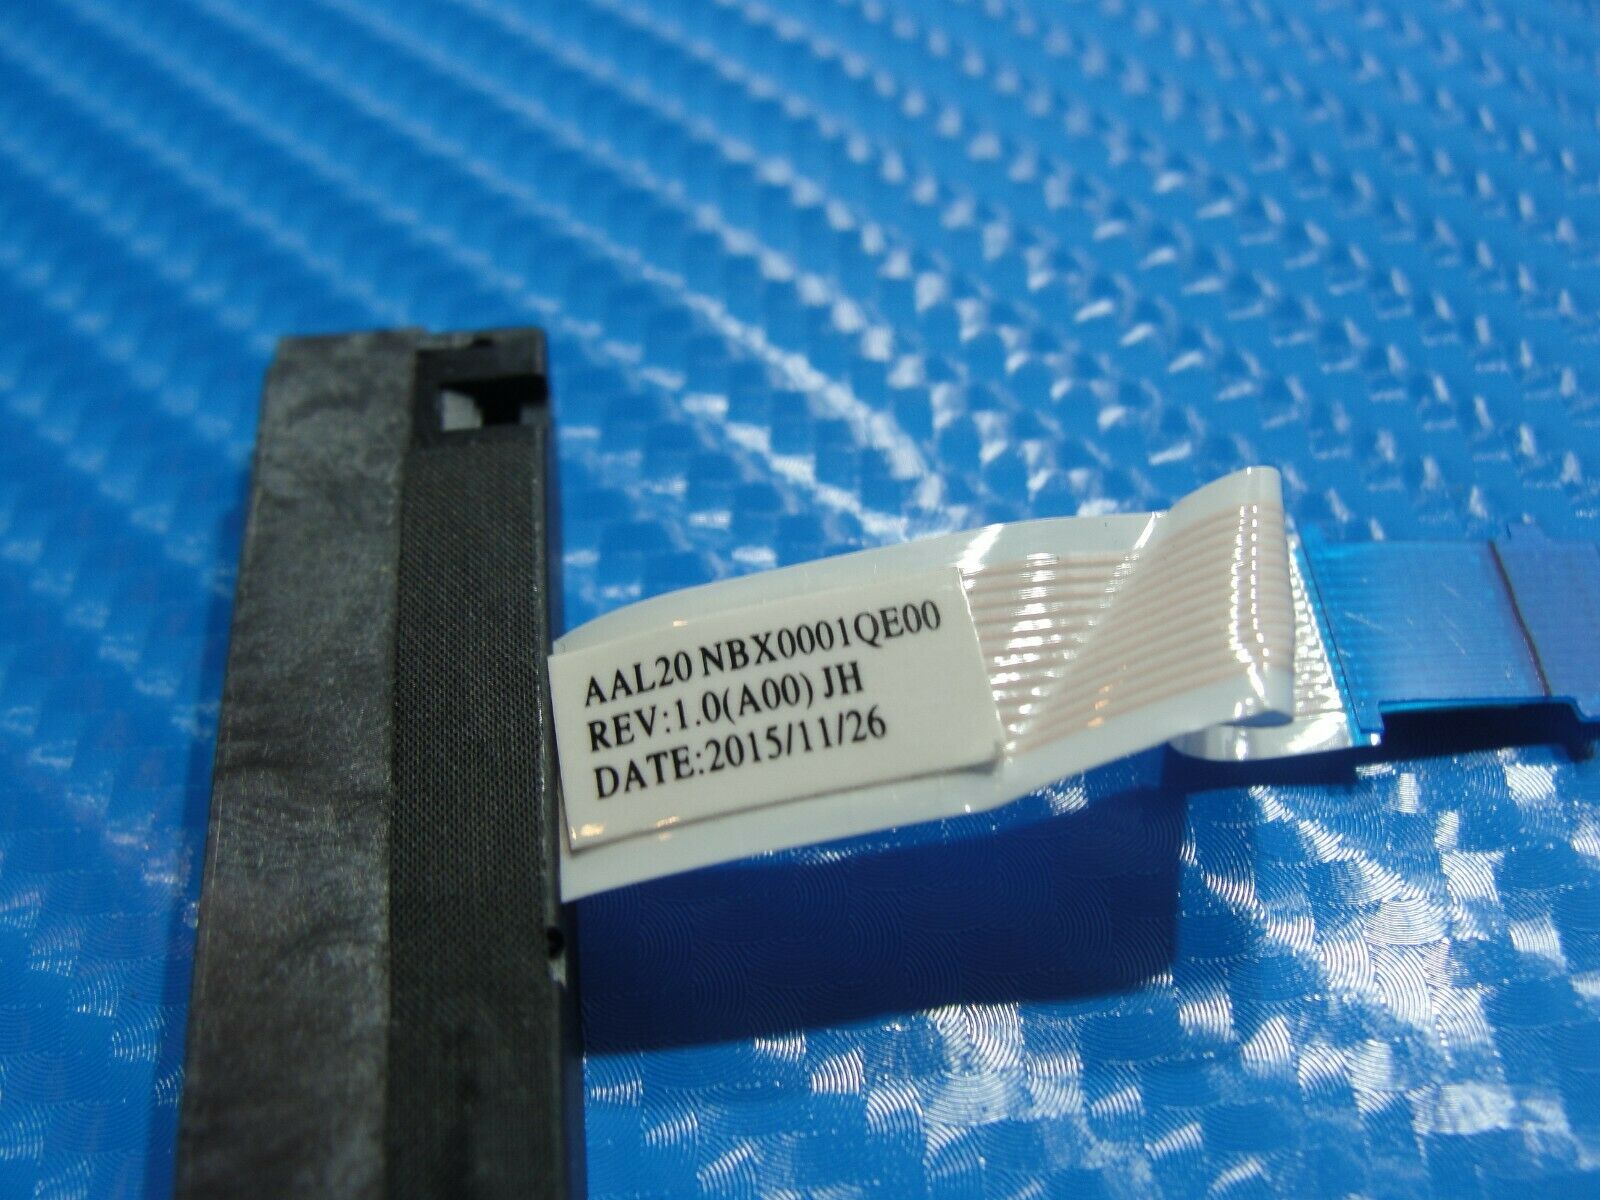 AAL20 NBX0001QE00
REV:1.0(A00) JH
DATE:2015/11/26